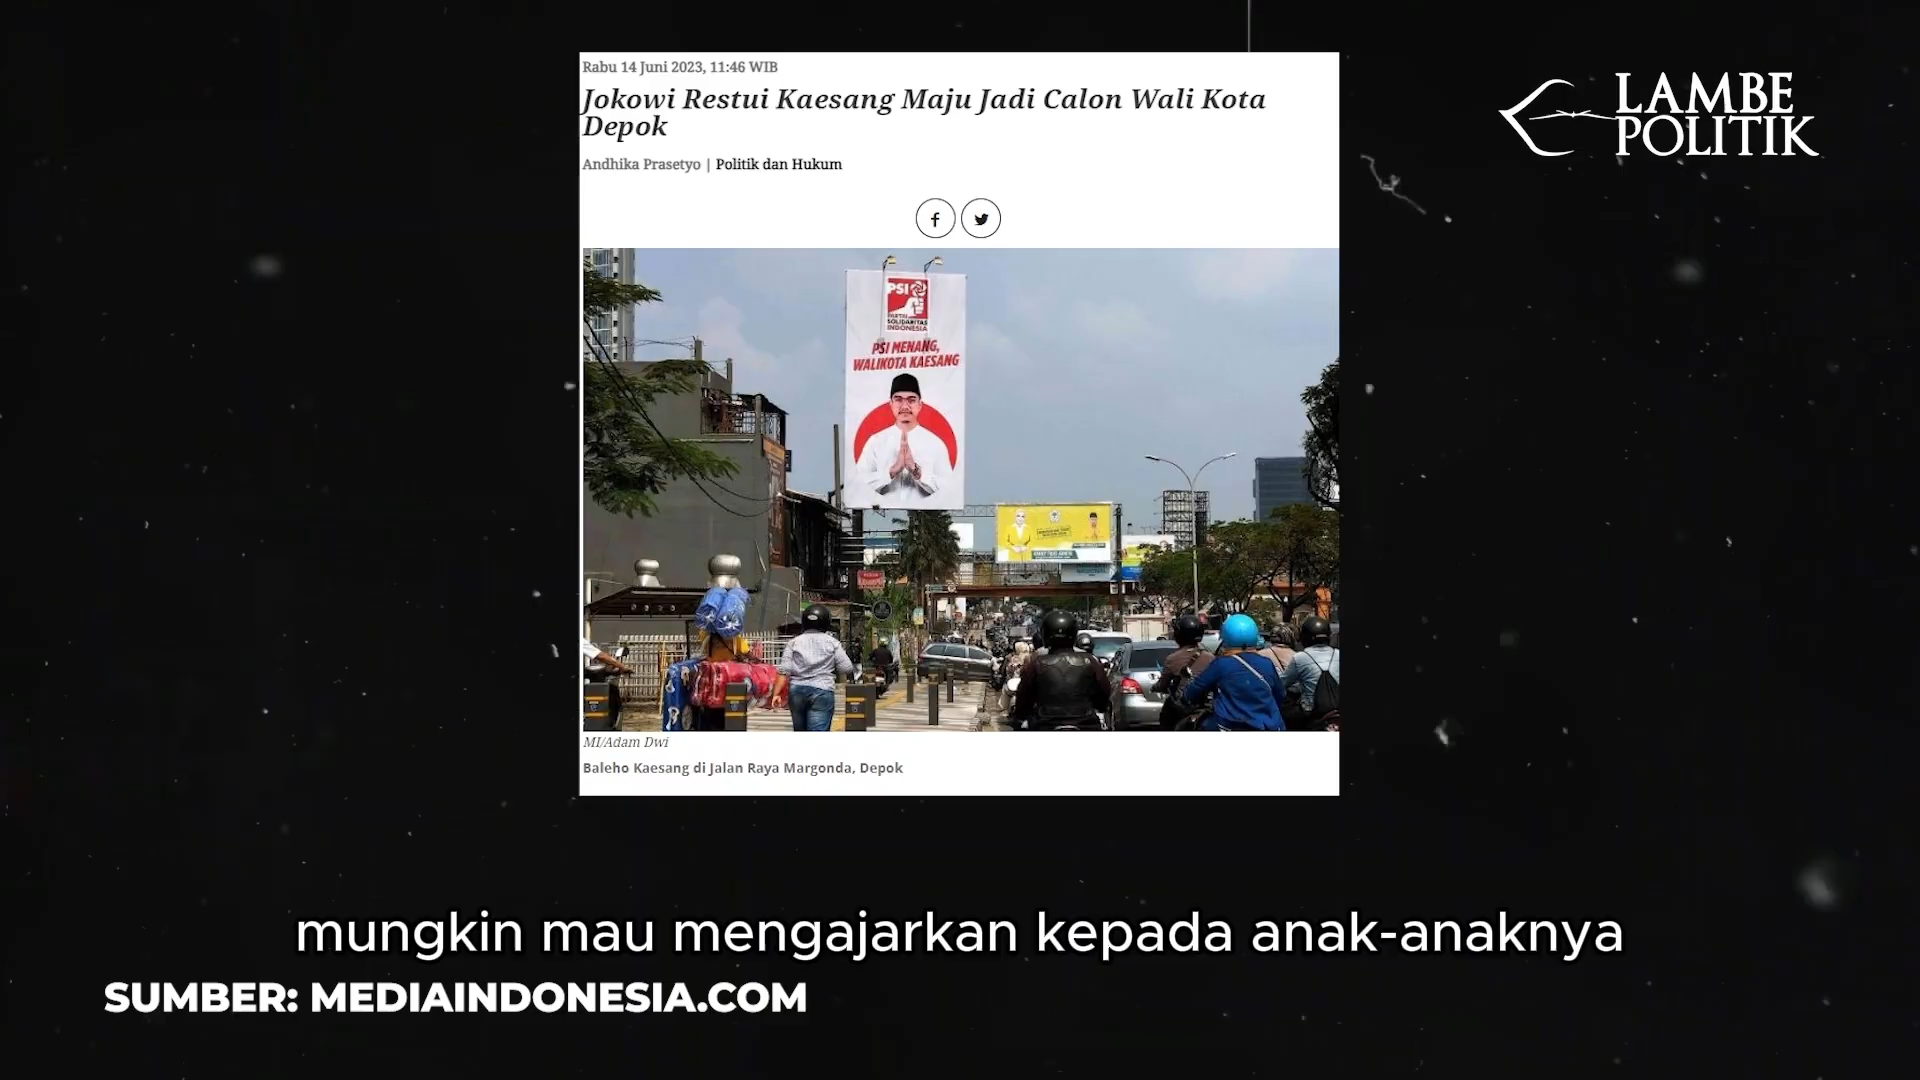 Rabu 14 Juni 2023, 11:46 WIB
Jokowi Restui Kaesang Maju Jadi Calon Wali Kota
Depok
Andhika Prasetyo | Politik dan Hukum
LAMBE
POLITIK
PSI
PARTAI
SOLIDARITAS
INDONESIA
PSI MENANG,
WALIKOTA KAESANG
MI/Adam Dwi
Baleho Kaesang di Jalan Raya Margonda, Depok
mungkin mau mengajarkan kepada anak-anaknya
SUMBER: MEDIAINDONESIA.COM